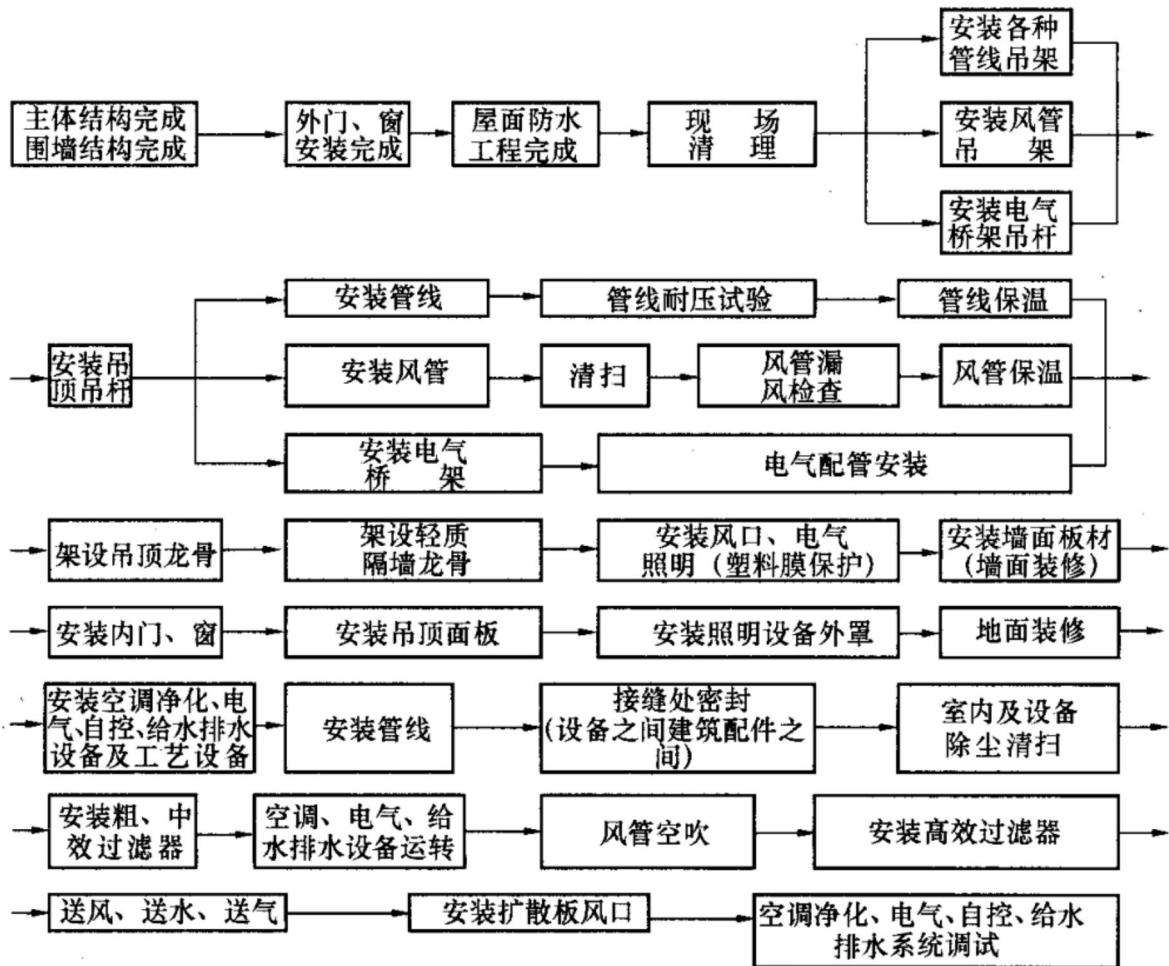 安装各种
管线吊架
主体结构完成
围墙结构完成
外门、窗
安装完成
屋面防水
工程完成
现 场
清 理
安装风管
吊 架
安装电气
桥架吊杆
安装管线
管线耐压试验
管线保温
安装吊
顶吊杆
安装风管
清扫
风管漏
风检查
风管保温
安装电气
桥 架
电气配管安装
架设吊顶龙骨
架设轻质
隔墙龙骨
安装风口、电气
照明（塑料膜保护）
安装墙面板材
(墙面装修)
安装内门、窗
安装吊顶面板
安装照明设备外罩
地面装修
安装空调净化、电
气、自控、给水排水
设备及工艺设备
安装管线
接缝处密封
(设备之间建筑配件之
间)
室内及设备
除尘清扫
安装粗、中
效过滤器
空调、电气、给
水排水设备运转
风管空吹
安装高效过滤器
送风、送水、送气
安装扩散板风口
空调净化、电气、自控、给水
排水系统调试